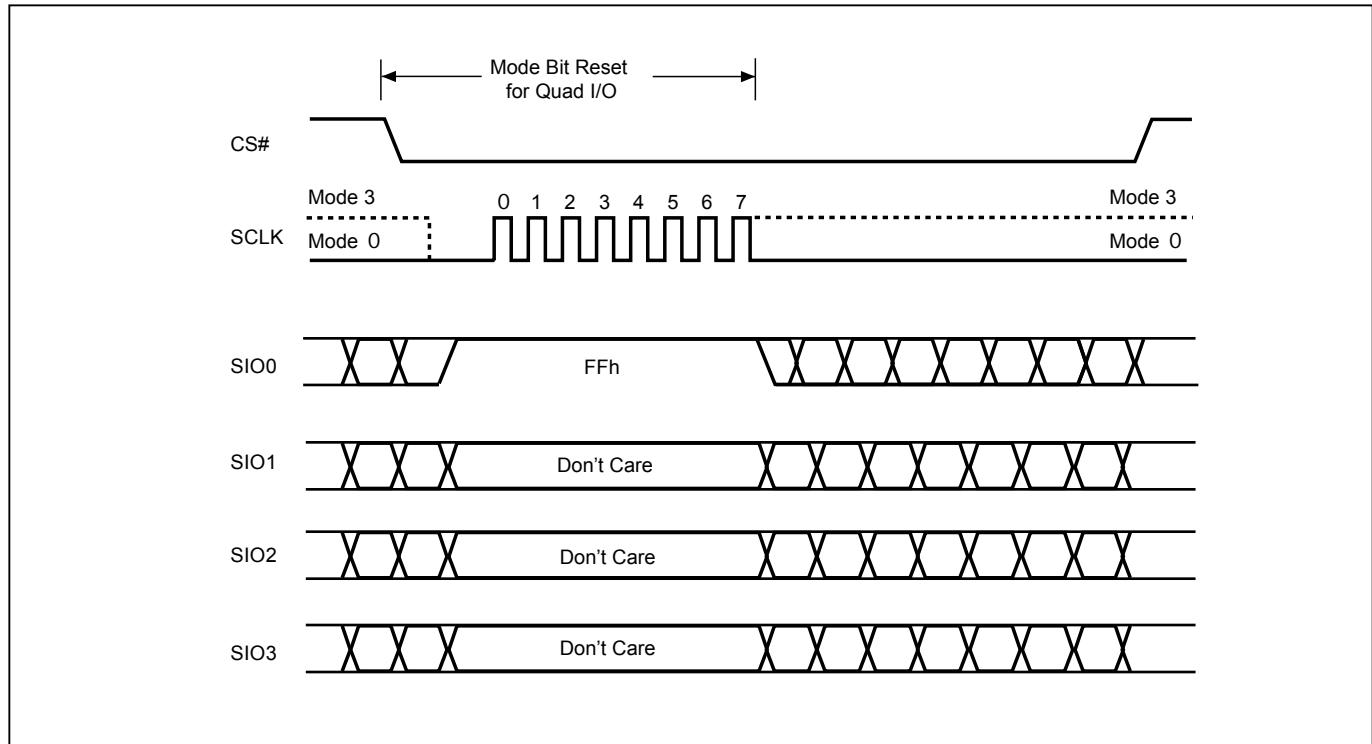 Mode Bit Reset
for Quad I/O
CS#
Mode 3
0 1 2 3 4 5 6 7
Mode 3
SCLK
Mode 0
Mode 0
SIO0
FFh
SIO1
Don't Care
SIO2
Don't Care
SIO3
Don't Care